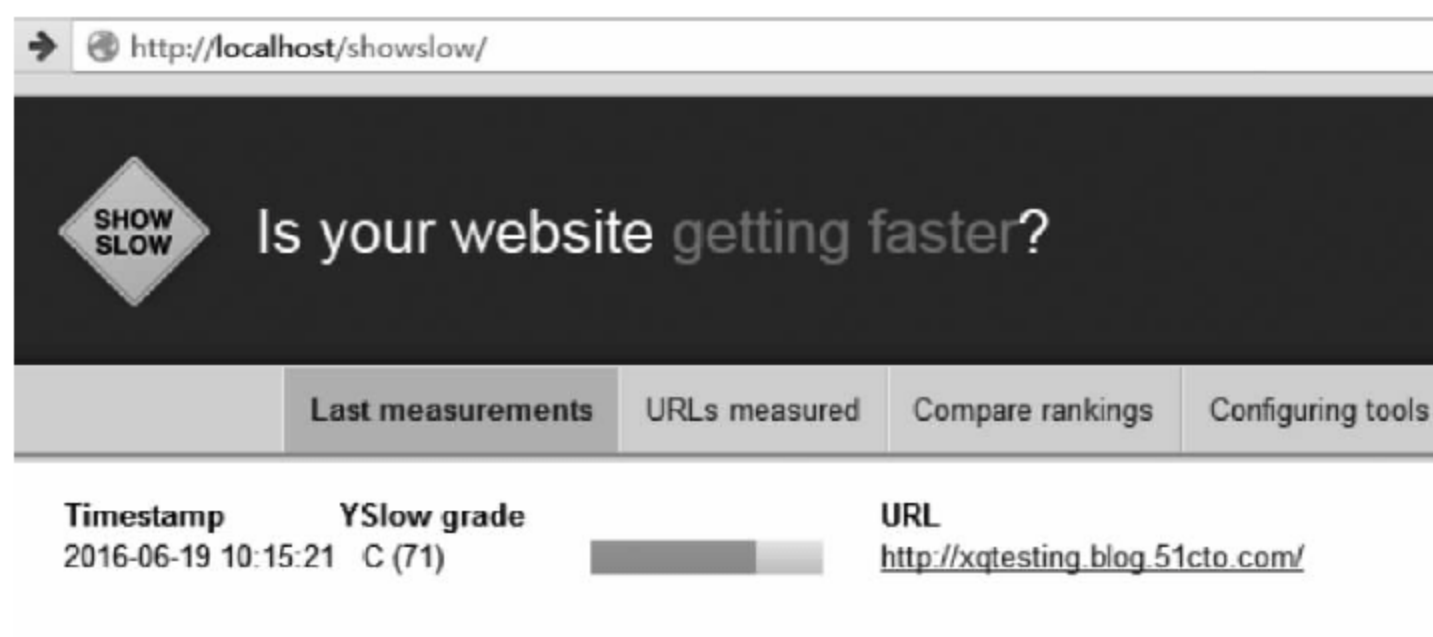 http://localhost/showslow/
SHOW
SLOW
Is your website getting faster?
Last measurements URLs measured Compare rankings Configuring tools
Timestamp YSlow grade URL
2016-06-19 10:15:21 C (71) http://xqtesting.blog.51cto.com/